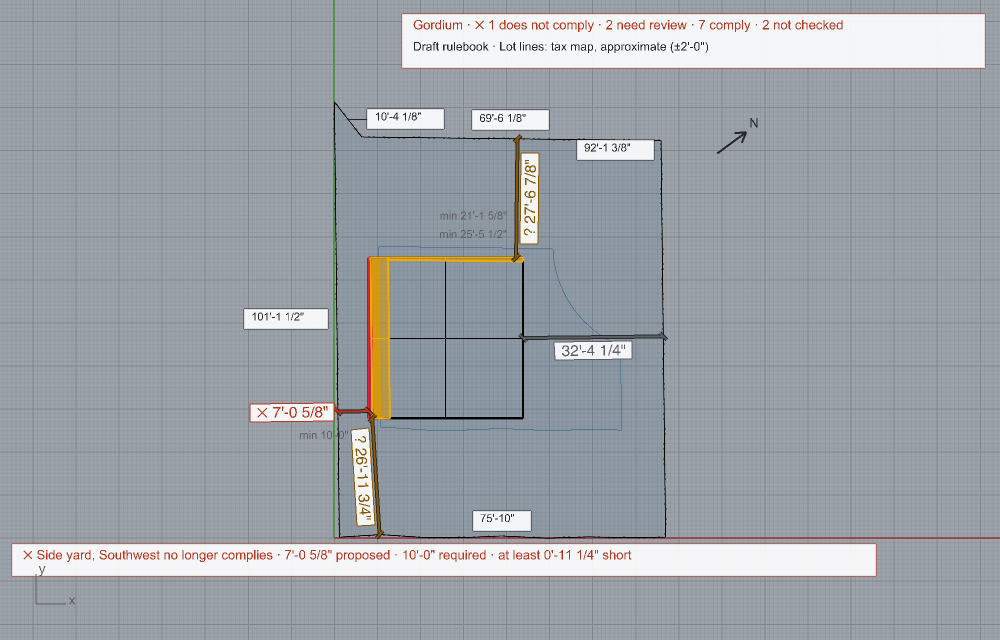 Gordium · × 1 does not comply · 2 need review · 7 comply · 2 not checked
Draft rulebook · Lot lines: tax map, approximate (±2'-0")
10'-4 1/8"
69'-6 1/8"
92'-1 3/8"
N
? 27'-6 7/8"
min 21'-1 5/8"
min 25'-5 1/2"
101'-1 1/2"
32'-4 1/4"
× 7'-0 5/8"
min 10'-0"
? 26'-11 3/4"
75'-10"
× Side yard, Southwest no longer complies · 7'-0 5/8" proposed · 10'-0" required · at least 0'-11 1/4" short
y
x